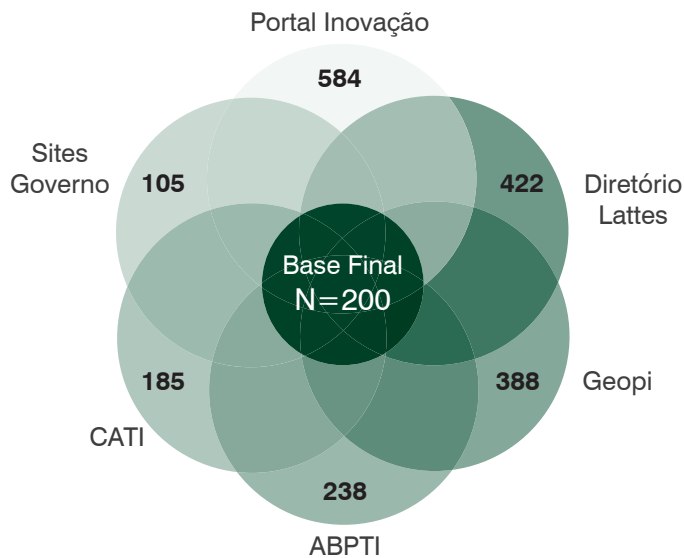 Portal Inovação
584
Sites
Governo
105
422
Diretório
Lattes
Base Final
N=200
185
388
Geopi
CATI
238
ABPTI